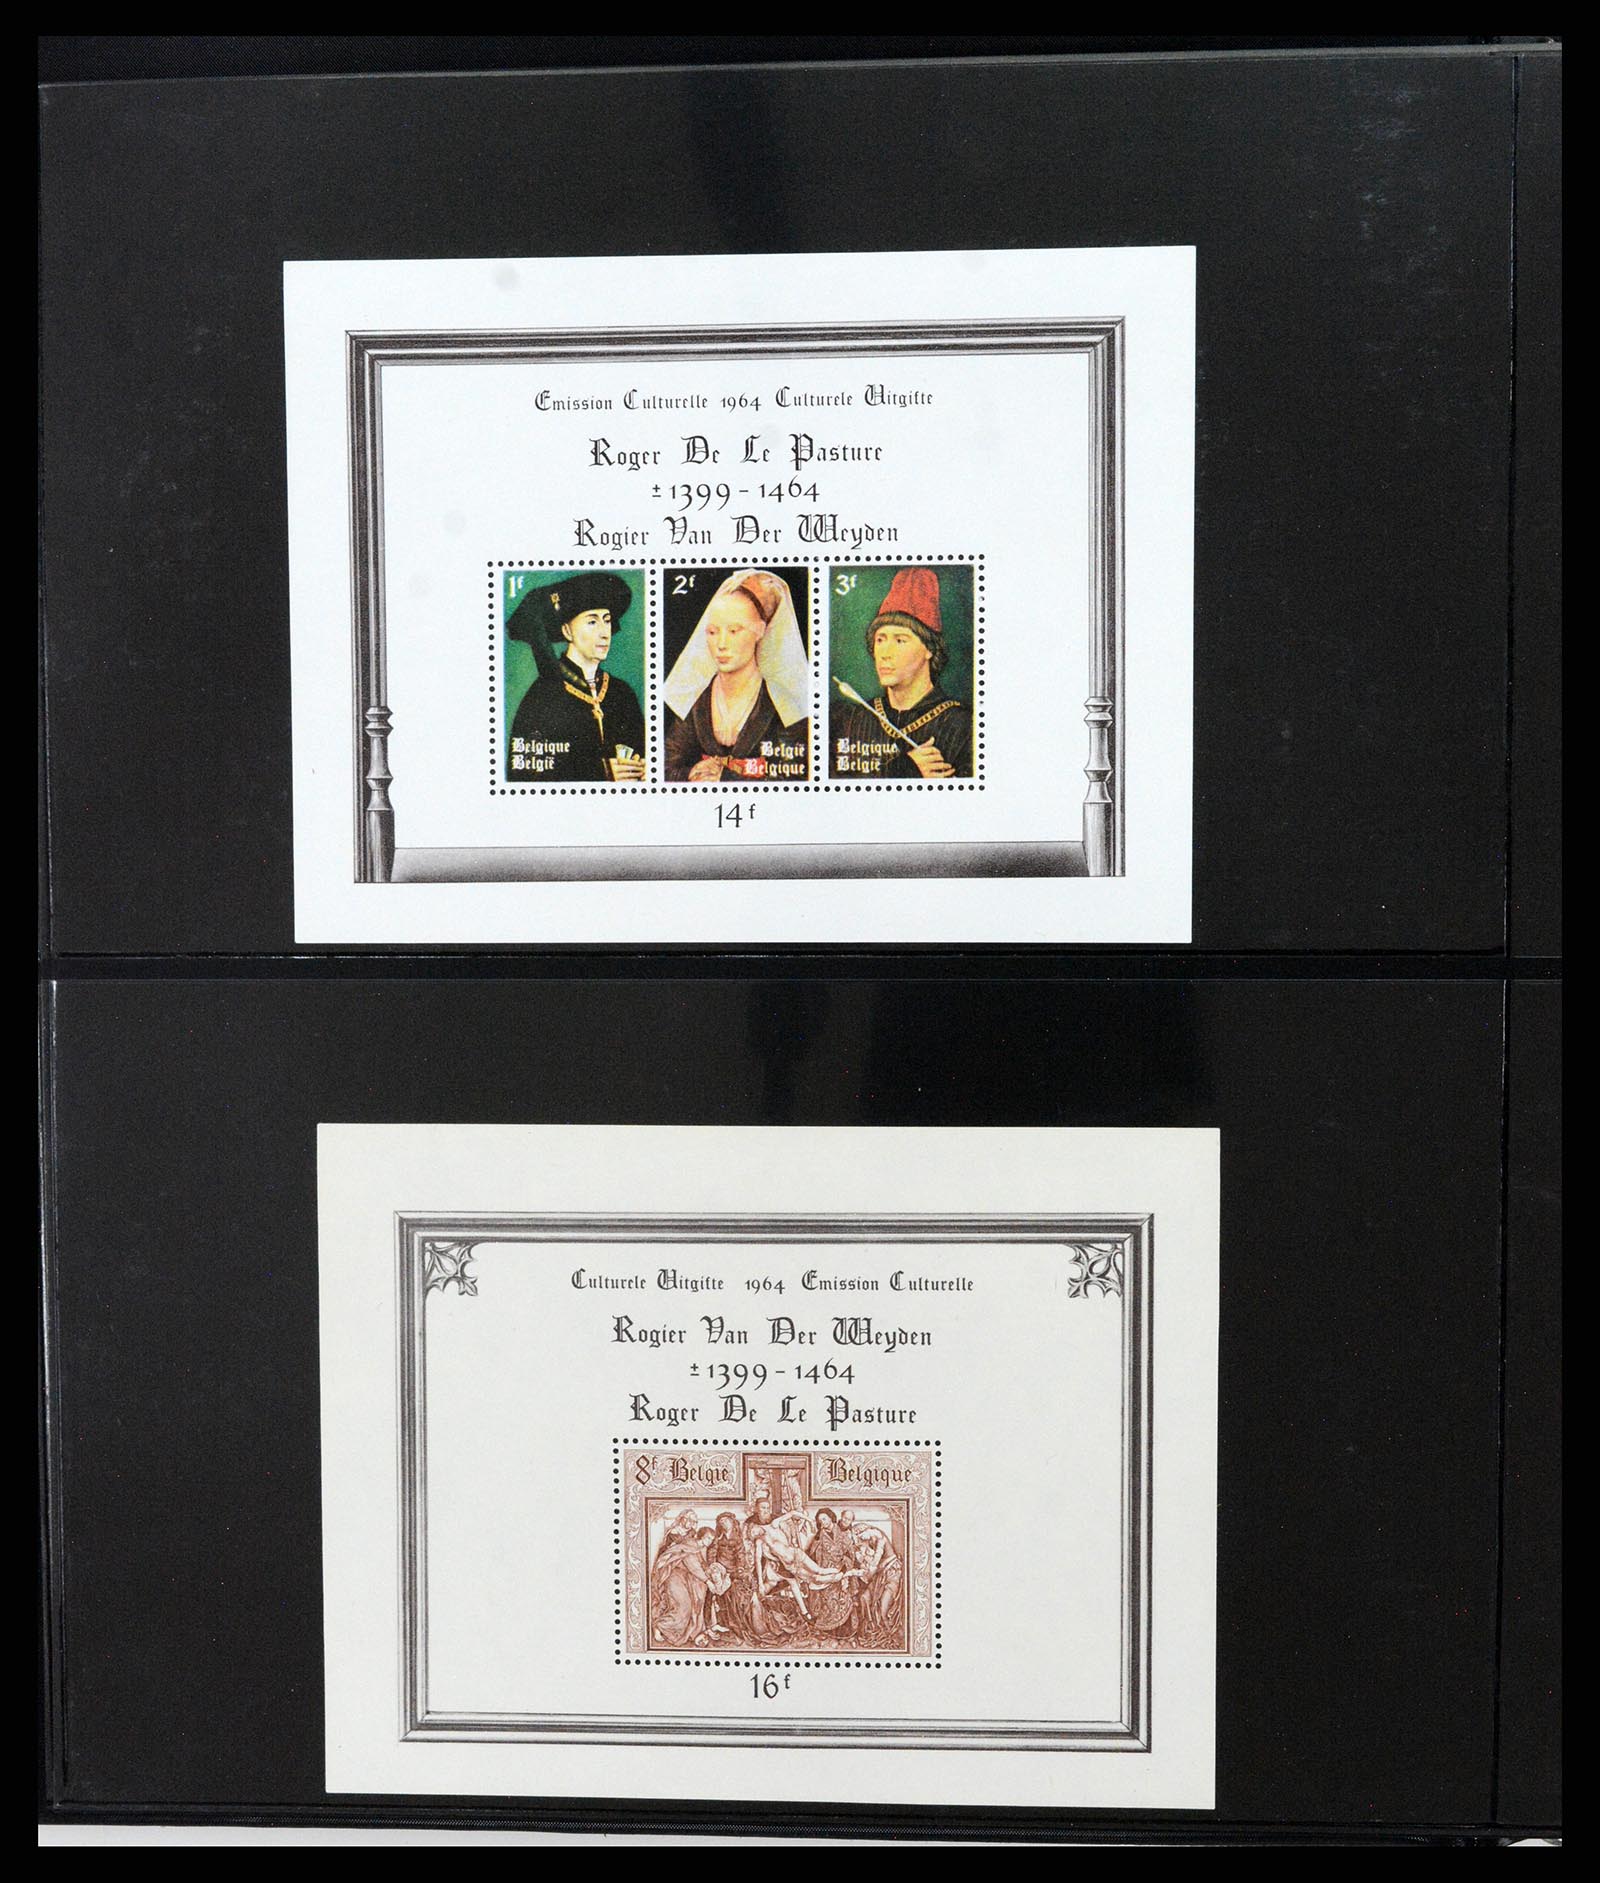 Emission Culturelle 1964 Culturele Uitgifte
Roger De Le Pasture
± 1399 - 1464
Rogier Van Der Weyden
1f
2f
3f
Belgique
België
België
Belgique
Belgique
België
14f
Culturele Uitgifte 1964 Emission Culturelle
Rogier Van Der Weyden
± 1399 - 1464
Roger De Le Pasture
8f België Belgique
16f